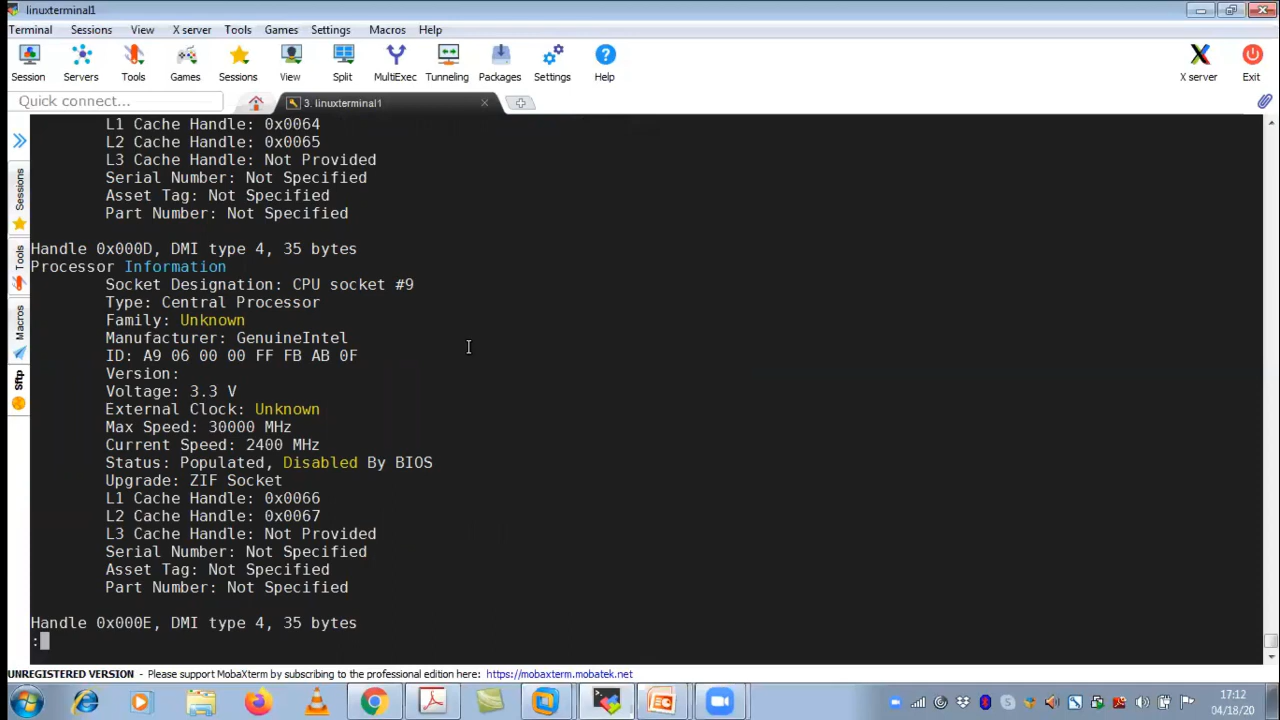 linuxterminal1
Terminal Sessions View X server Tools Games Settings Macros Help
Session Servers Tools Games Sessions View Split MultiExec Tunneling Packages Settings Help X server Exit
Quick connect...
3. linuxterminal1
Sessions
Tools
Macros
Sftp
L1 Cache Handle: 0x0064
L2 Cache Handle: 0x0065
L3 Cache Handle: Not Provided
Serial Number: Not Specified
Asset Tag: Not Specified
Part Number: Not Specified
Handle 0x000D, DMI type 4, 35 bytes
Processor Information
Socket Designation: CPU socket #9
Type: Central Processor
Family: Unknown
Manufacturer: GenuineIntel
ID: A9 06 00 00 FF FB AB 0F
Version:
Voltage: 3.3 V
External Clock: Unknown
Max Speed: 30000 MHz
Current Speed: 2400 MHz
Status: Populated, Disabled By BIOS
Upgrade: ZIF Socket
L1 Cache Handle: 0x0066
L2 Cache Handle: 0x0067
L3 Cache Handle: Not Provided
Serial Number: Not Specified
Asset Tag: Not Specified
Part Number: Not Specified
Handle 0x000E, DMI type 4, 35 bytes
:
UNREGISTERED VERSION - Please support MobaXterm by subscribing to the professional edition here: https://mobaxterm.mobatek.net
17:12
04/18/20